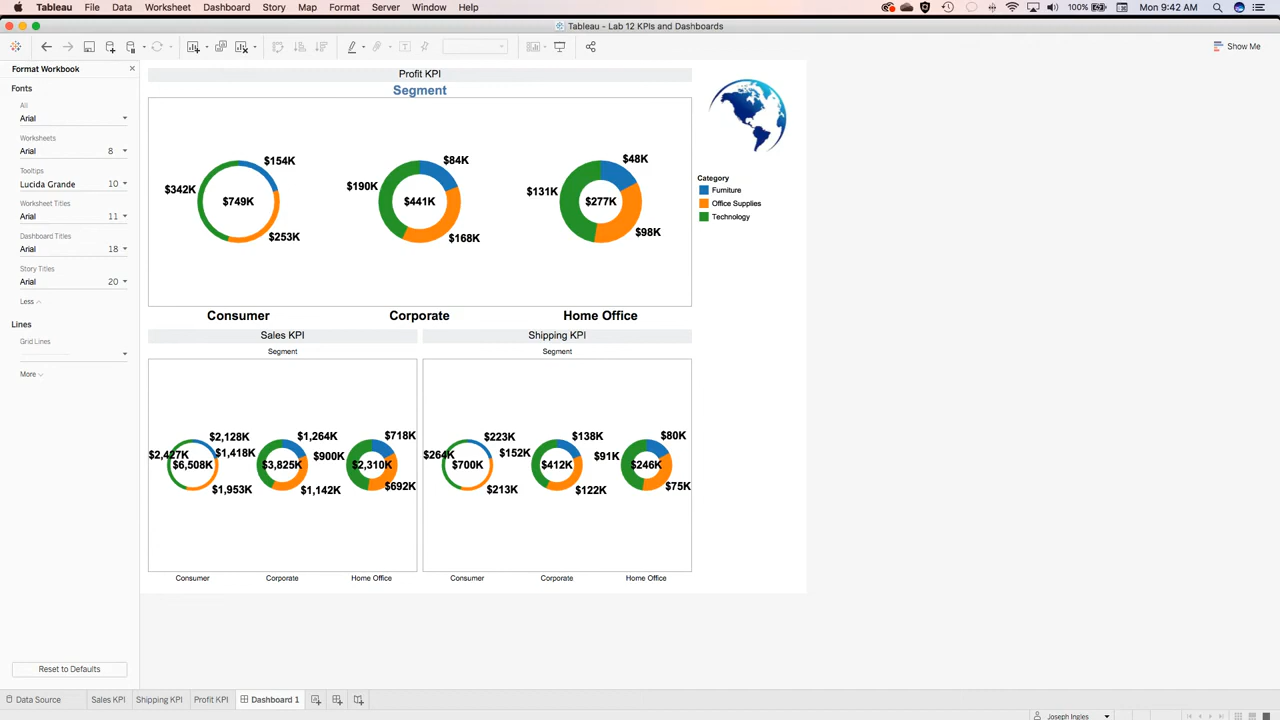 Tableau File Data Worksheet Dashboard Story Map Format Server Window Help 100% Mon 9:42 AM
Tableau - Lab 12 KPIs and Dashboards
Show Me
Format Workbook
Fonts
All
Arial
Worksheets
Arial 8
Tooltips
Lucida Grande 10
Worksheet Titles
Arial 11
Dashboard Titles
Arial 18
Story Titles
Arial 20
Less
Lines
Grid Lines
More
Reset to Defaults
Profit KPI
Segment
$154K
$342K
$749K
$253K
$84K
$190K
$441K
$168K
$48K
$131K
$277K
$98K
Consumer Corporate Home Office
Category
Furniture
Office Supplies
Technology
Sales KPI
Segment
$2,128K
$2,427K
$6,508K
$1,953K
$1,264K
$1,418K
$3,825K
$1,142K
$718K
$900K
$2,310K
$692K
Consumer Corporate Home Office
Shipping KPI
Segment
$223K
$264K
$700K
$213K
$138K
$152K
$412K
$122K
$80K
$91K
$246K
$75K
Consumer Corporate Home Office
Data Source Sales KPI Shipping KPI Profit KPI Dashboard 1
Joseph Ingles